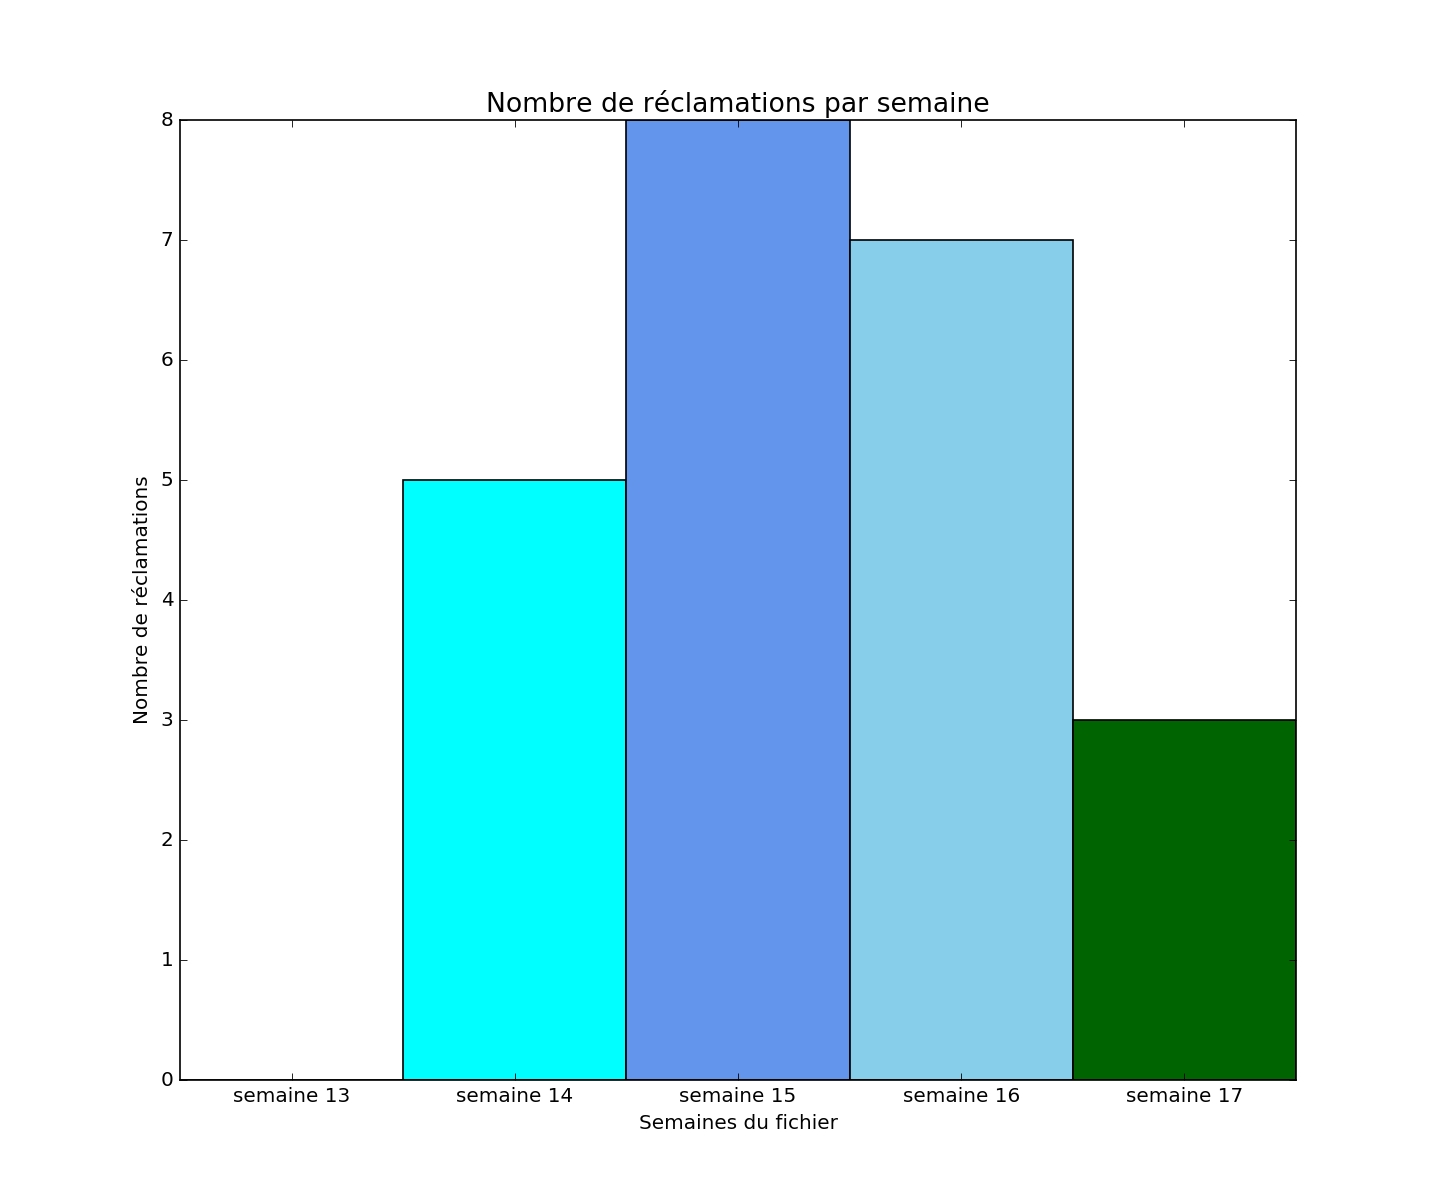 Nombre de réclamations par semaine
8
7
6
5
4
3
2
1
0
Nombre de réclamations
semaine 13 semaine 14 semaine 15 semaine 16 semaine 17
Semaines du fichier